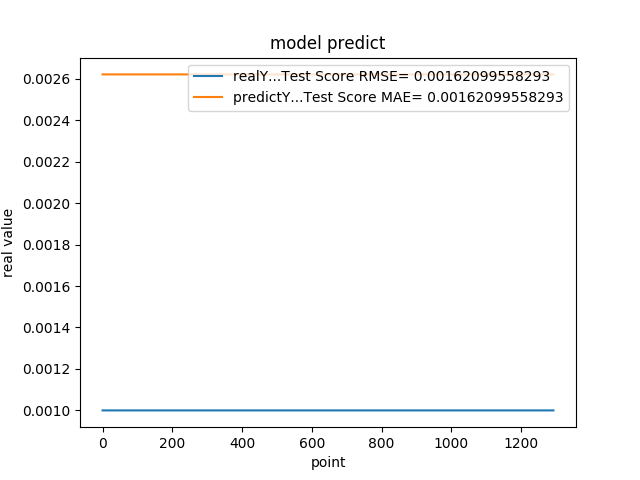 model predict
realY...Test Score RMSE= 0.00162099558293
predictY...Test Score MAE= 0.00162099558293
0.0026
0.0024
0.0022
0.0020
0.0018
0.0016
0.0014
0.0012
0.0010
real value
0 200 400 600 800 1000 1200
point